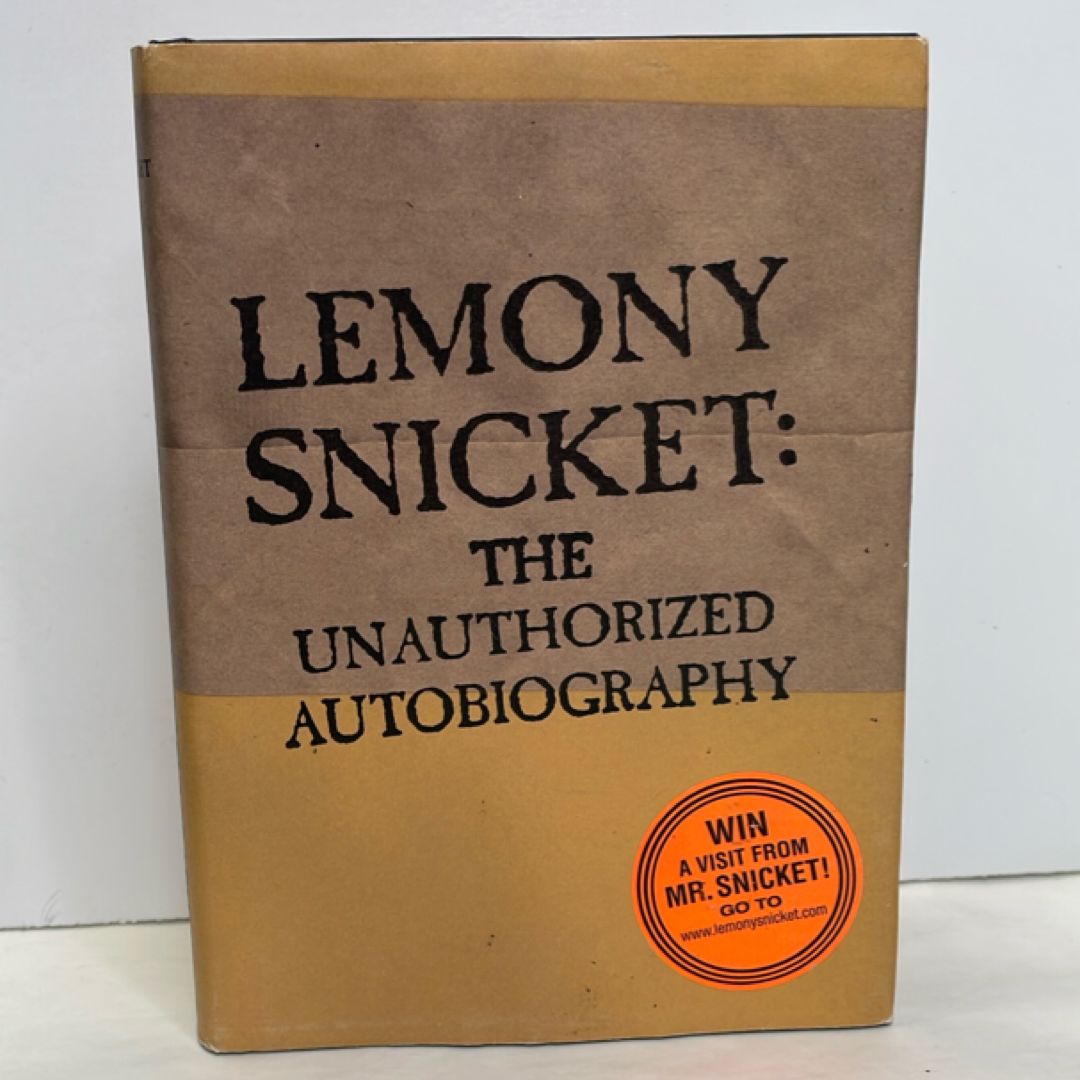 LEMONY
SNICKET:
THE
UNAUTHORIZED
AUTOBIOGRAPHY
WIN
A VISIT FROM
MR. SNICKET!
GO TO
www.lemonysnicket.com